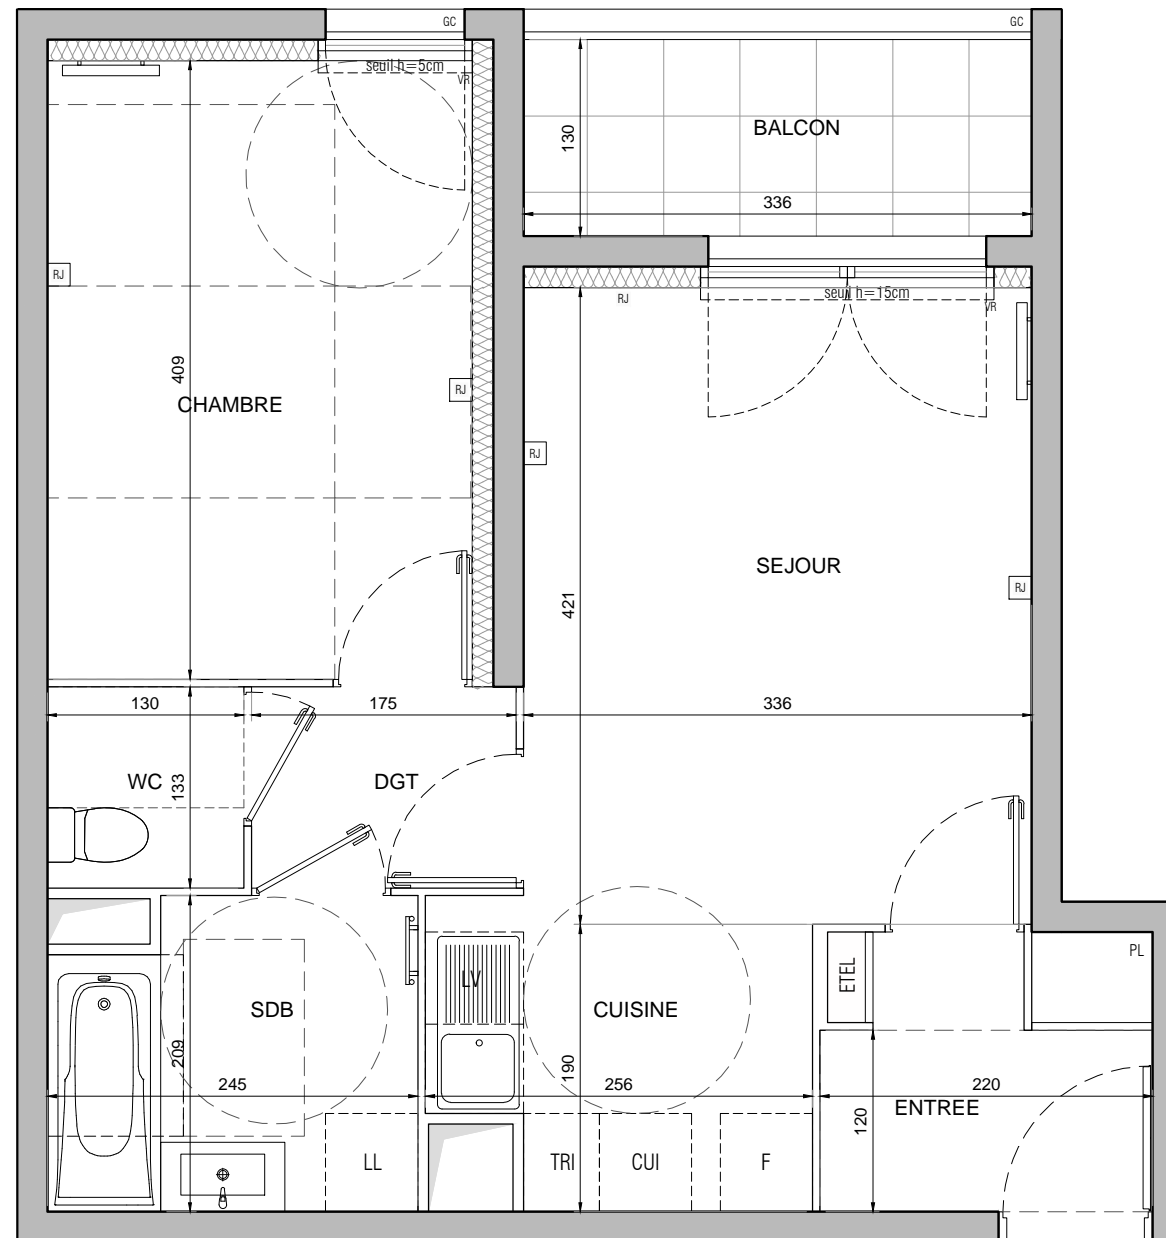 GC
GC
seuil h=5cm
VR
BALCON
130
336
RJ
seuil h=15cm
RJ
VR
409
RJ
CHAMBRE
RJ
SEJOUR
RJ
421
130
175
336
WC
133
DGT
PL
ETEL
LV
SDB
CUISINE
209
190
245
256
220
120
ENTREE
LL
TRI
CUI
F